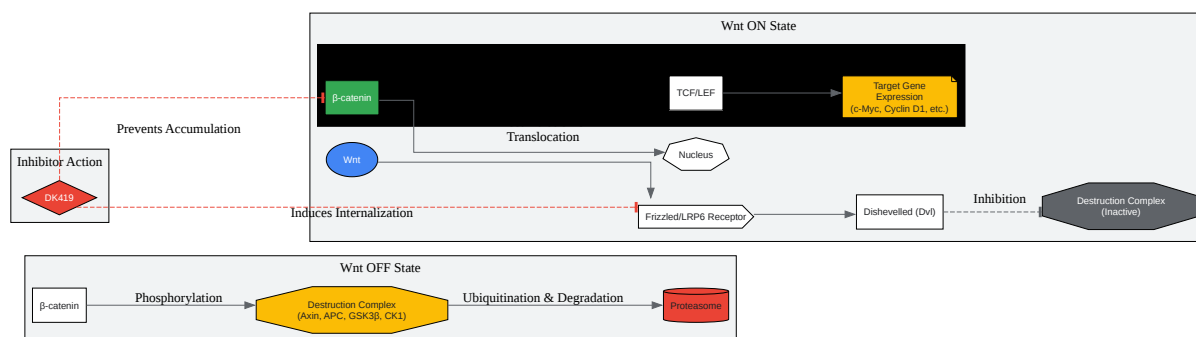 Wnt ON State
β-catenin
TCF/LEF
Target Gene
Expression
(c-Myc, Cyclin D1, etc.)
Prevents Accumulation
Translocation
Wnt
Nucleus
Inhibitor Action
DK419
Induces Internalization
Frizzled/LRP6 Receptor
Dishevelled (Dvl)
Inhibition
Destruction Complex
(Inactive)
Wnt OFF State
β-catenin
Phosphorylation
Destruction Complex
(Axin, APC, GSK3β, CK1)
Ubiquitination & Degradation
Proteasome